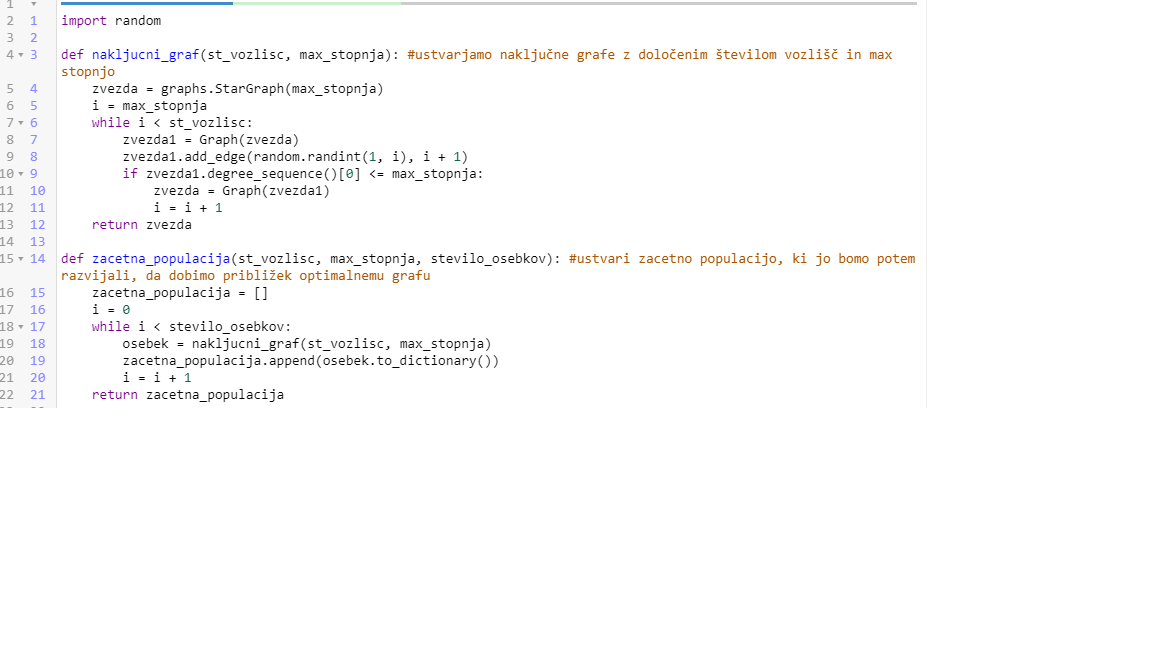 1
2 1 import random
3 2
4 3 def nakljucni_graf(st_vozlisc, max_stopnja): #ustvarjamo naključne grafe z določenim številom vozlišč in max
stopnjo
5 4 zvezda = graphs.StarGraph(max_stopnja)
6 5 i = max_stopnja
7 6 while i < st_vozlisc:
8 7 zvezda1 = Graph(zvezda)
9 8 zvezda1.add_edge(random.randint(1, i), i + 1)
10 9 if zvezda1.degree_sequence()[0] <= max_stopnja:
11 10 zvezda = Graph(zvezda1)
12 11 i = i + 1
13 12 return zvezda
14 13
15 14 def zacetna_populacija(st_vozlisc, max_stopnja, stevilo_osebkov): #ustvari zacetno populacijo, ki jo bomo potem
razvijali, da dobimo približek optimalnemu grafu
16 15 zacetna_populacija = []
17 16 i = 0
18 17 while i < stevilo_osebkov:
19 18 osebek = nakljucni_graf(st_vozlisc, max_stopnja)
20 19 zacetna_populacija.append(osebek.to_dictionary())
21 20 i = i + 1
22 21 return zacetna_populacija